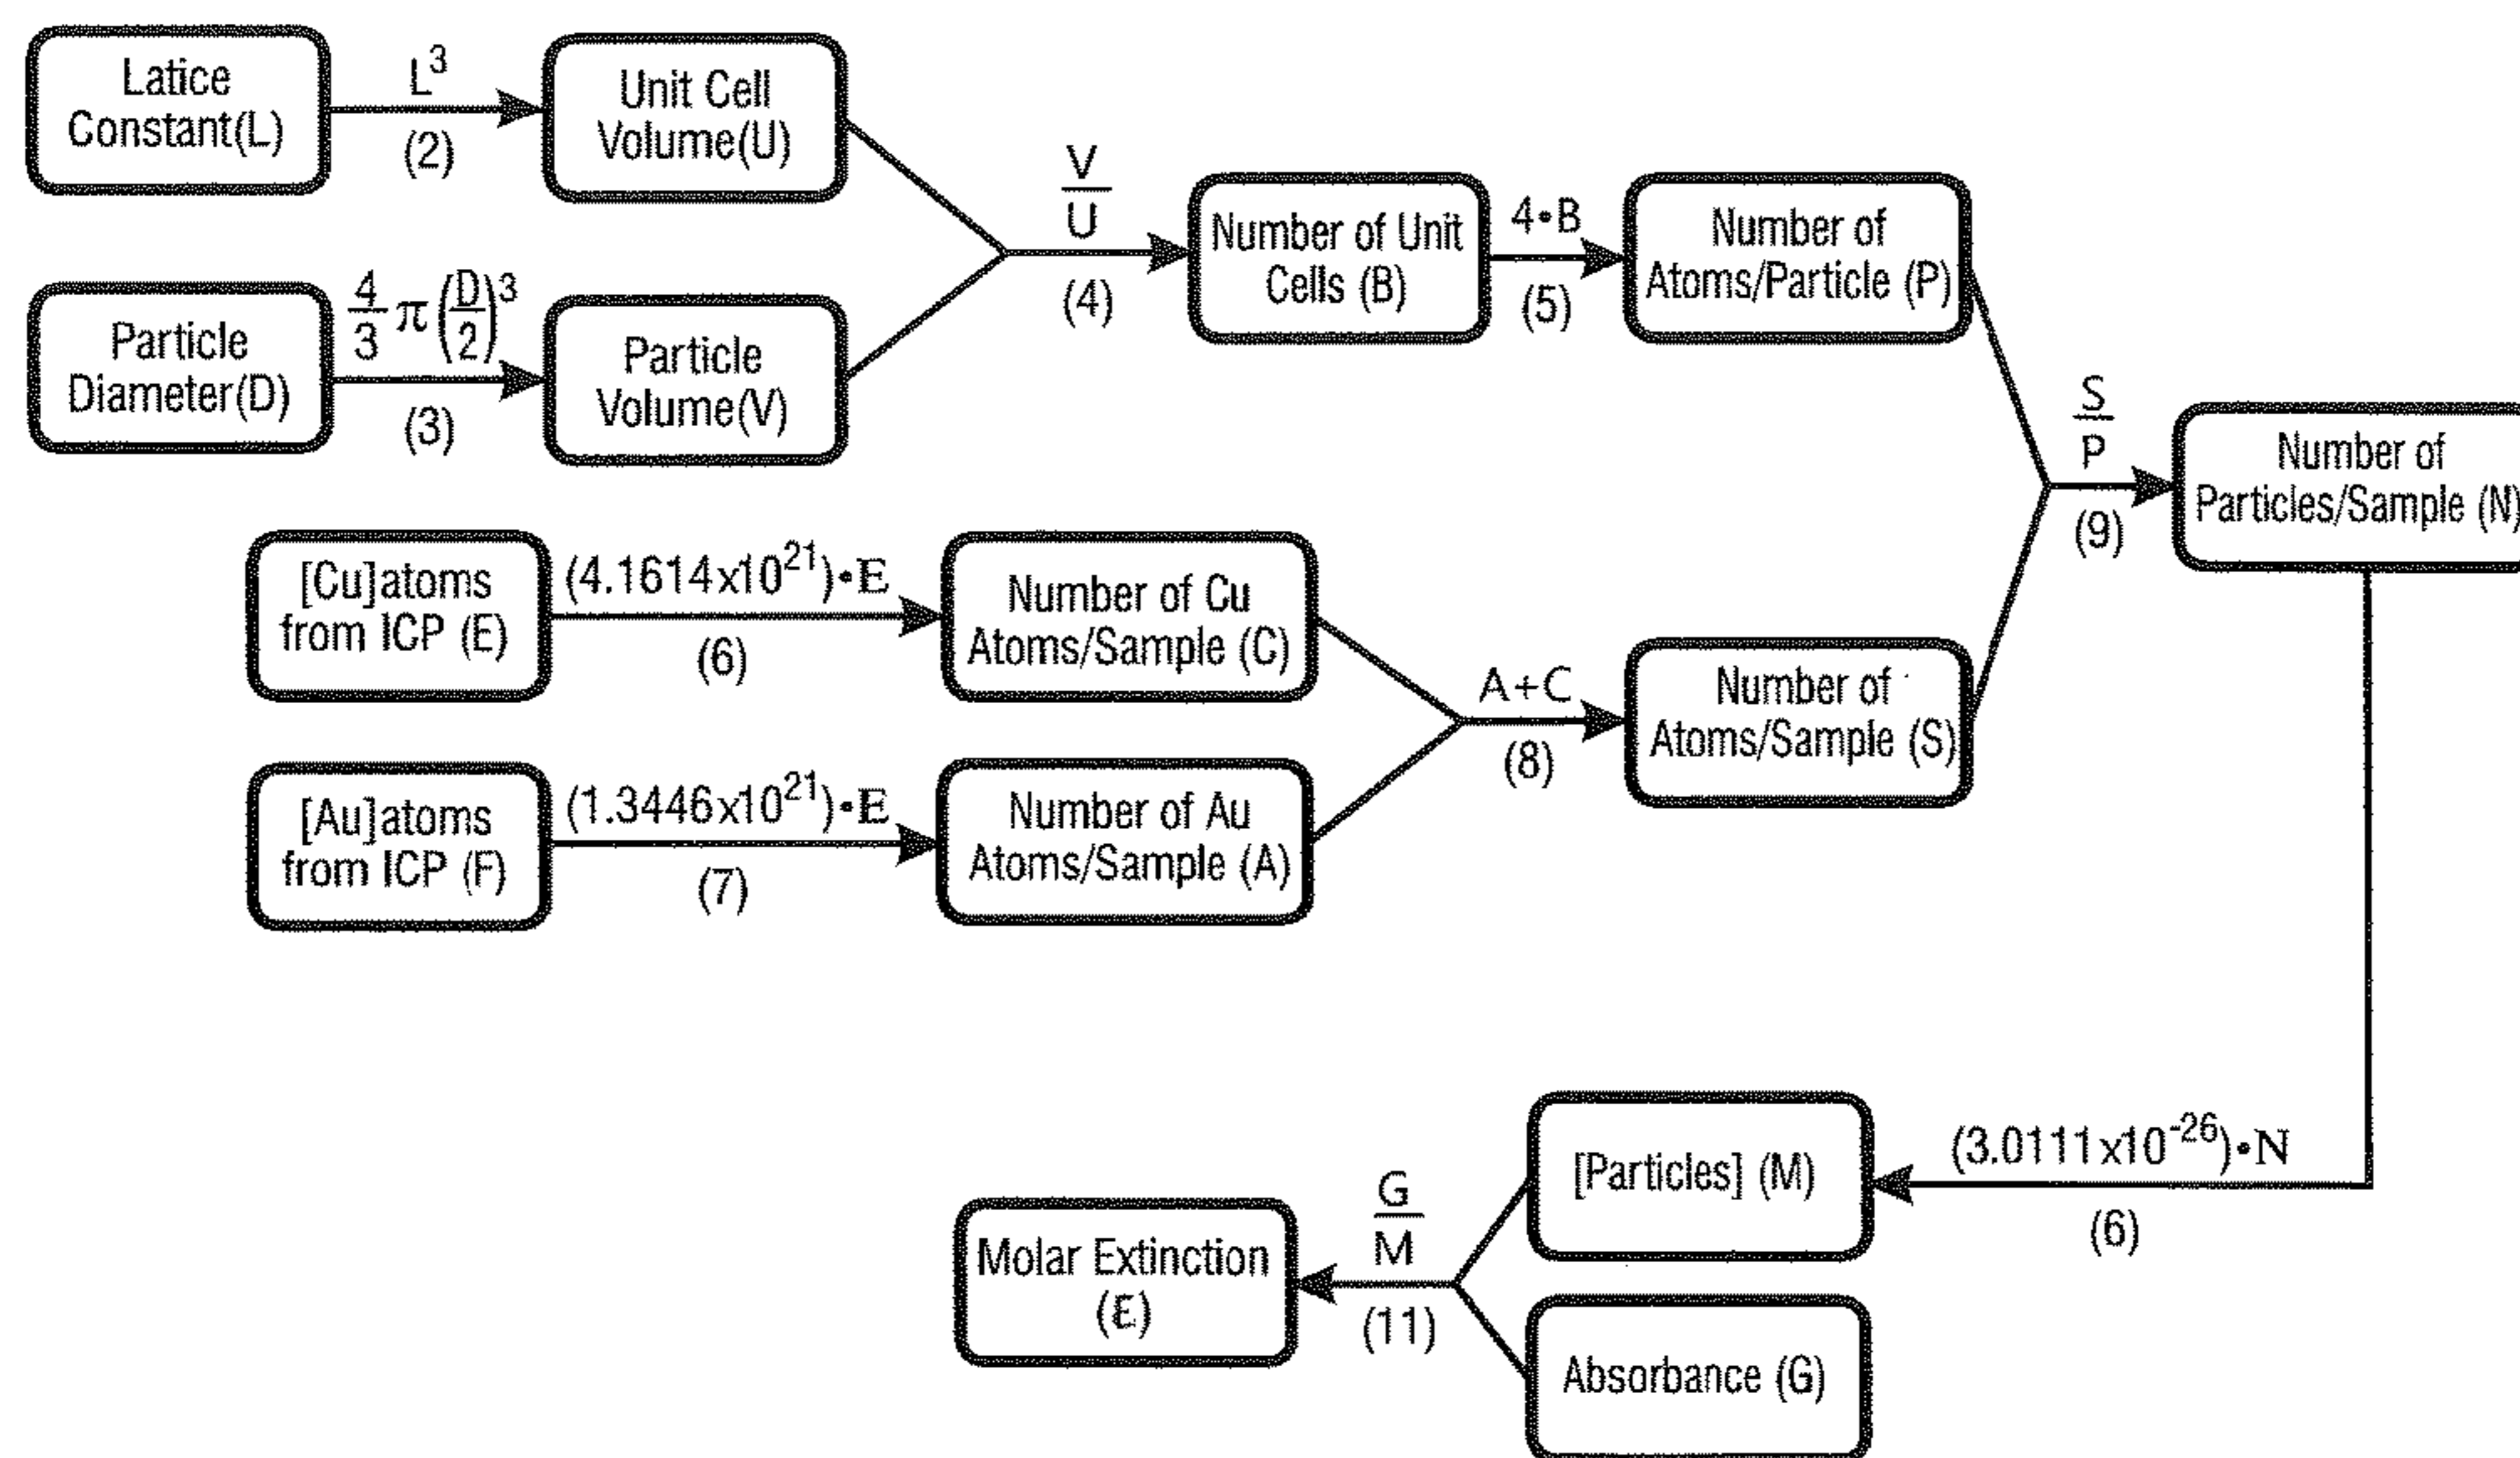 Latice
Constant(L)
L³
(2)
Unit Cell
Volume(U)
Particle
Diameter(D)
4/3 π(D/2)³
(3)
Particle
Volume(V)
V/U
(4)
Number of Unit
Cells (B)
4•B
(5)
Number of
Atoms/Particle (P)
[Cu]atoms
from ICP (E)
(4.1614x10²¹)•E
(6)
Number of Cu
Atoms/Sample (C)
[Au]atoms
from ICP (F)
(1.3446x10²¹)•E
(7)
Number of Au
Atoms/Sample (A)
A+C
(8)
Number of
Atoms/Sample (S)
S/P
(9)
Number of
Particles/Sample (N)
(3.0111x10⁻²⁶)•N
(6)
[Particles] (M)
Absorbance (G)
G/M
(11)
Molar Extinction
(E)